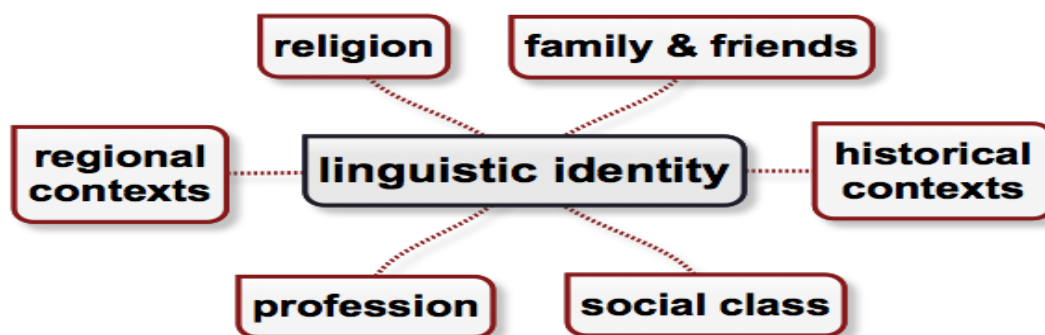 religion
family & friends
regional
contexts
linguistic identity
historical
contexts
profession
social class